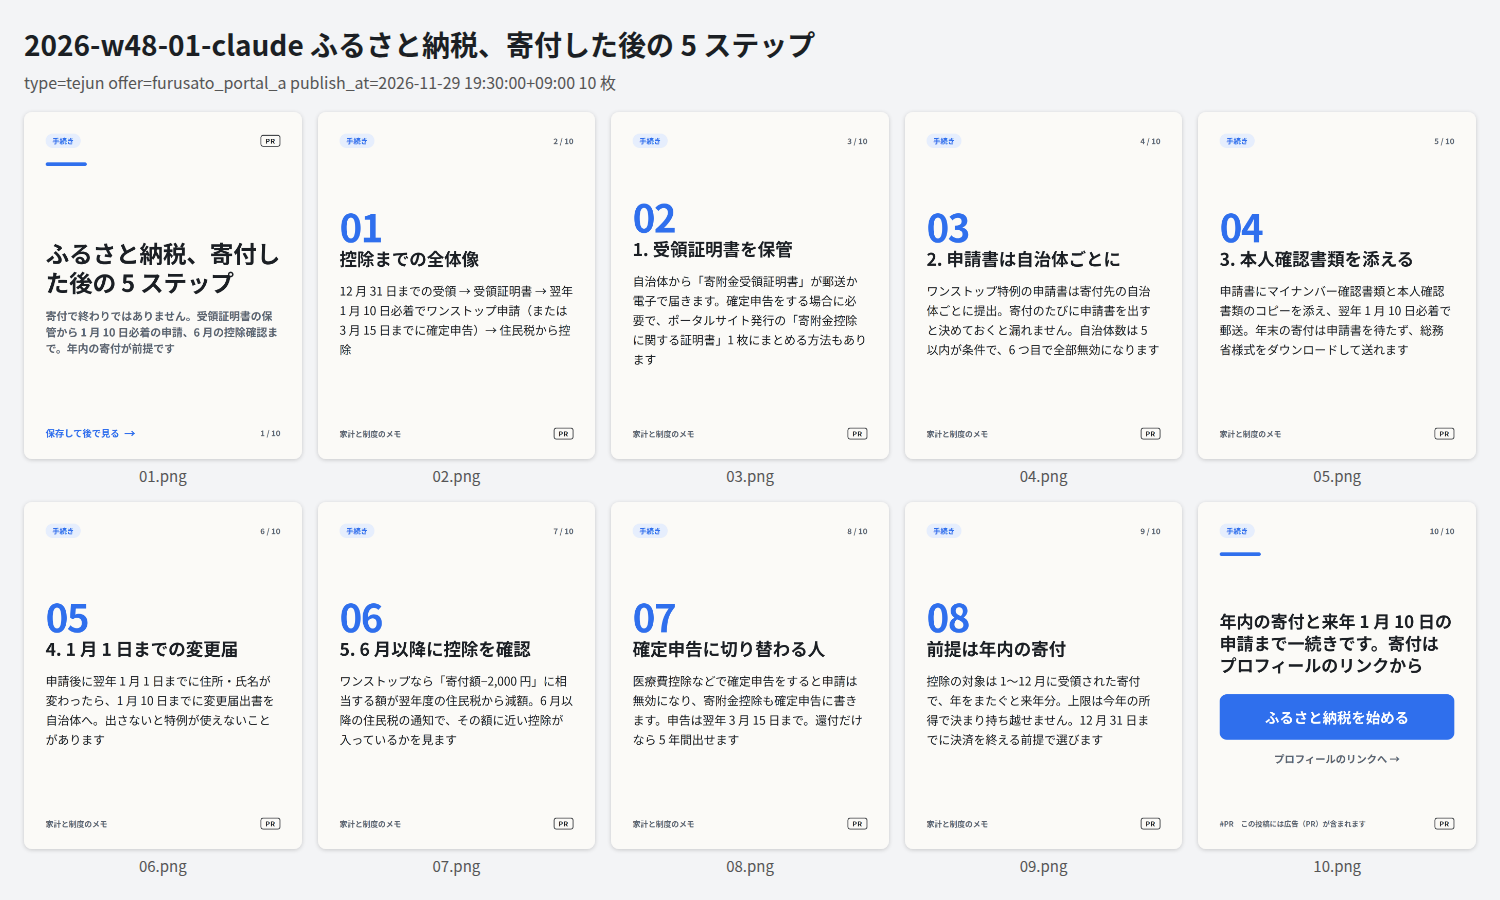 2026-w48-01-claude ふるさと納税、寄付した後の 5 ステップ
type=tejun offer=furusato_portal_a publish_at=2026-11-29 19:30:00+09:00 10 枚
手続き
PR
ふるさと納税、寄付し
た後の 5 ステップ
寄付で終わりではありません。受領証明書の保
管から 1 月 10 日必着の申請、6 月の控除確認ま
で。年内の寄付が前提です
保存して後で見る →
1 / 10
01.png
手続き
2 / 10
01
控除までの全体像
12 月 31 日までの受領 → 受領証明書 → 翌年
1 月 10 日必着でワンストップ申請（または
3 月 15 日までに確定申告）→ 住民税から控
除
家計と制度のメモ
PR
02.png
手続き
3 / 10
02
1. 受領証明書を保管
自治体から「寄附金受領証明書」が郵送か
電子で届きます。確定申告をする場合に必
要で、ポータルサイト発行の「寄附金控除
に関する証明書」1 枚にまとめる方法もあり
ます
家計と制度のメモ
PR
03.png
手続き
4 / 10
03
2. 申請書は自治体ごとに
ワンストップ特例の申請書は寄付先の自治
体ごとに提出。寄付のたびに申請書を出す
と決めておくと漏れません。自治体数は 5
以内が条件で、6 つ目で全部無効になります
家計と制度のメモ
PR
04.png
手続き
5 / 10
04
3. 本人確認書類を添える
申請書にマイナンバー確認書類と本人確認
書類のコピーを添え、翌年 1 月 10 日必着で
郵送。年末の寄付は申請書を待たず、総務
省様式をダウンロードして送れます
家計と制度のメモ
PR
05.png
手続き
6 / 10
05
4. 1 月 1 日までの変更届
申請後に翌年 1 月 1 日までに住所・氏名が
変わったら、1 月 10 日までに変更届出書を
自治体へ。出さないと特例が使えないこと
があります
家計と制度のメモ
PR
06.png
手続き
7 / 10
06
5. 6 月以降に控除を確認
ワンストップなら「寄付額−2,000 円」に相
当する額が翌年度の住民税から減額。6 月以
降の住民税の通知で、その額に近い控除が
入っているかを見ます
家計と制度のメモ
PR
07.png
手続き
8 / 10
07
確定申告に切り替わる人
医療費控除などで確定申告をすると申請は
無効になり、寄附金控除も確定申告に書き
ます。申告は翌年 3 月 15 日まで。還付だけ
なら 5 年間出せます
家計と制度のメモ
PR
08.png
手続き
9 / 10
08
前提は年内の寄付
控除の対象は 1〜12 月に受領された寄付
で、年をまたぐと来年分。上限は今年の所
得で決まり持ち越せません。12 月 31 日ま
でに決済を終える前提で選びます
家計と制度のメモ
PR
09.png
手続き
10 / 10
年内の寄付と来年 1 月 10 日の
申請まで一続きです。寄付は
プロフィールのリンクから
ふるさと納税を始める
プロフィールのリンクへ →
#PR この投稿には広告（PR）が含まれます
PR
10.png